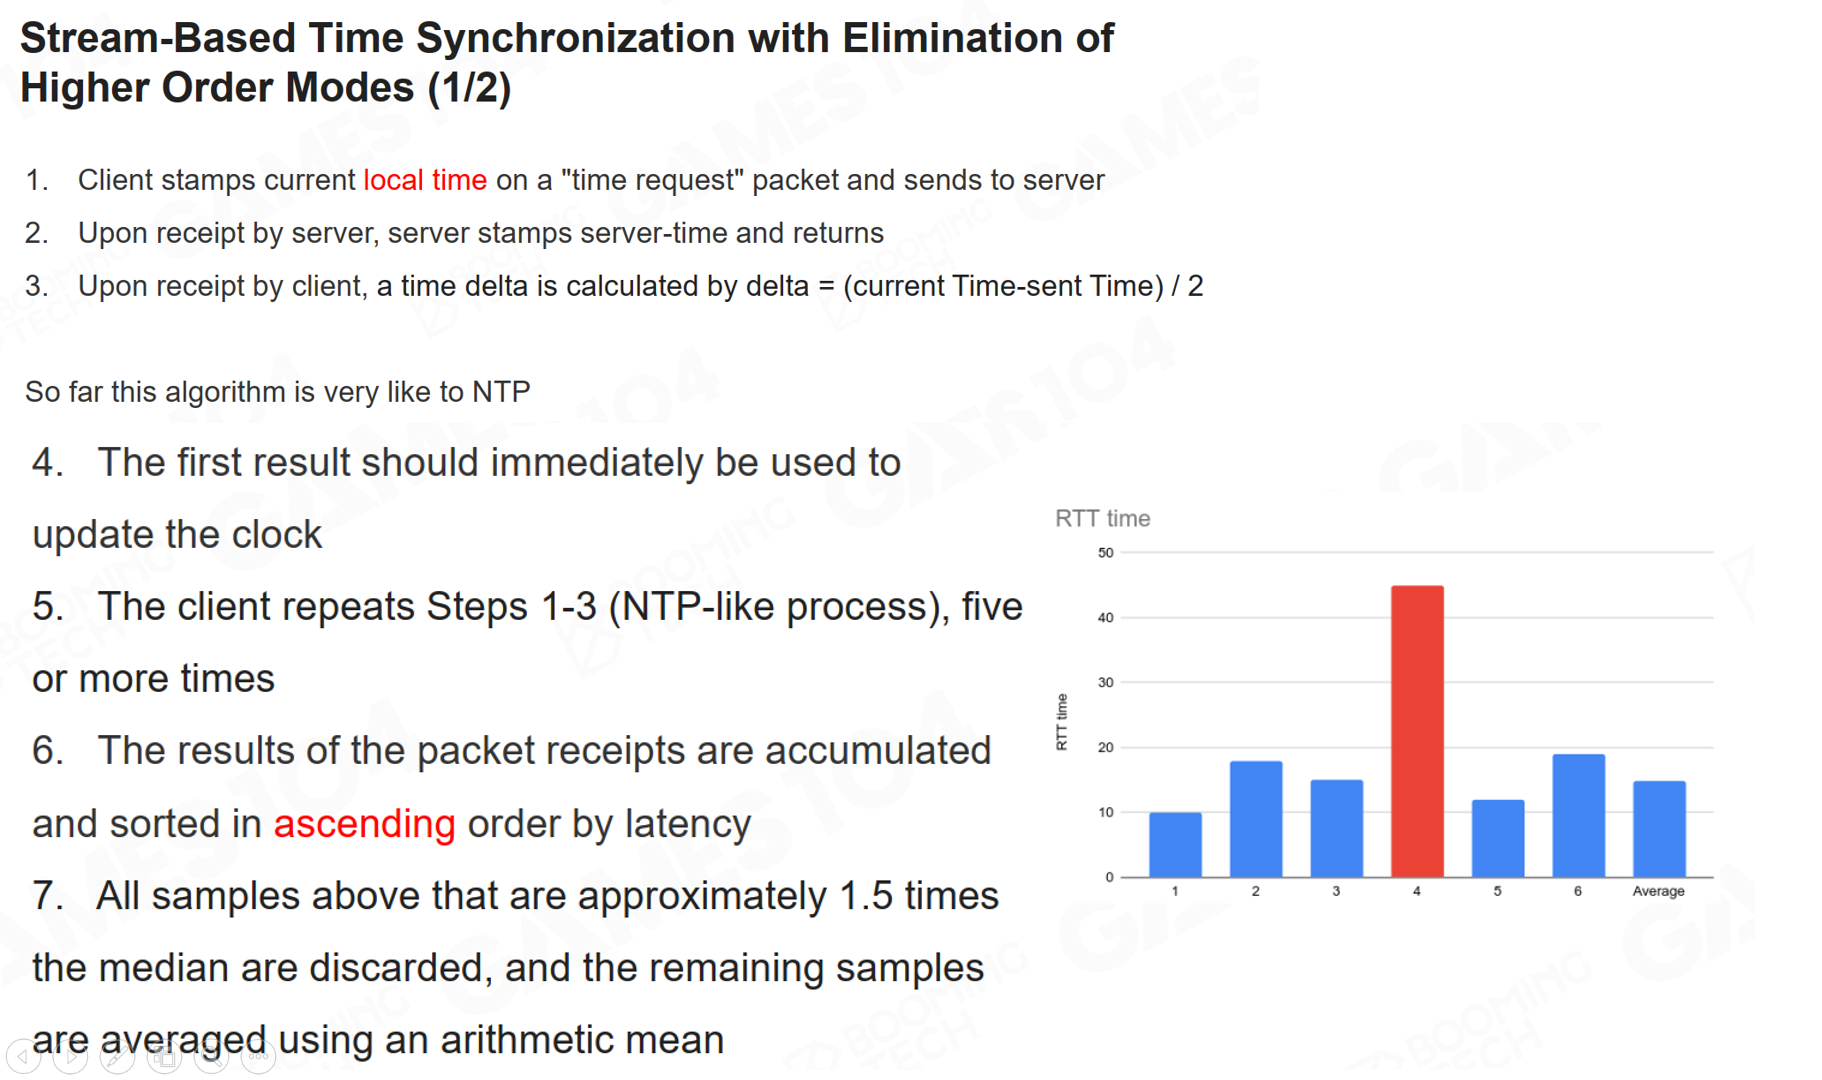 Stream-Based Time Synchronization with Elimination of
Higher Order Modes (1/2)
1. Client stamps current local time on a "time request" packet and sends to server
2. Upon receipt by server, server stamps server-time and returns
3. Upon receipt by client, a time delta is calculated by delta = (current Time-sent Time) / 2
So far this algorithm is very like to NTP
4. The first result should immediately be used to
update the clock
5. The client repeats Steps 1-3 (NTP-like process), five
or more times
6. The results of the packet receipts are accumulated
and sorted in ascending order by latency
7. All samples above that are approximately 1.5 times
the median are discarded, and the remaining samples
are averaged using an arithmetic mean
RTT time
50
40
30
20
10
0
RTT time
1 2 3 4 5 6 Average
GAMES104
BOOMING
TECH